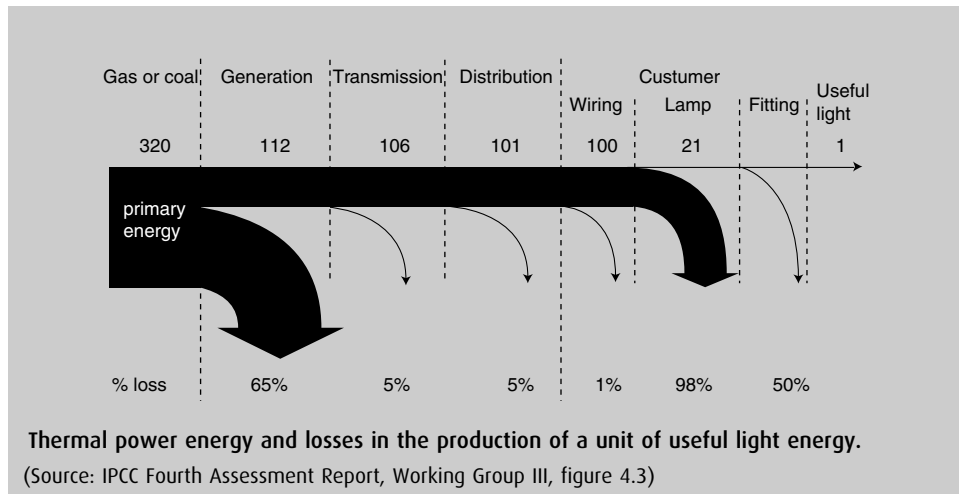 Gas or coal Generation Transmission Distribution Custumer
Wiring Lamp Fitting Useful
light
320 112 106 101 100 21 1
primary
energy
% loss 65% 5% 5% 1% 98% 50%
Thermal power energy and losses in the production of a unit of useful light energy.
(Source: IPCC Fourth Assessment Report, Working Group III, figure 4.3)